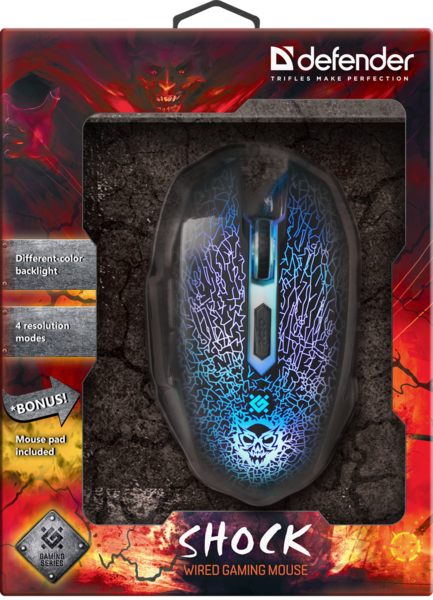 defender
TRIFLES MAKE PERFECTION
Different-color
backlight
4 resolution
modes
*BONUS!
Mouse pad
included
GAMING
SERIES
SHOCK
WIRED GAMING MOUSE